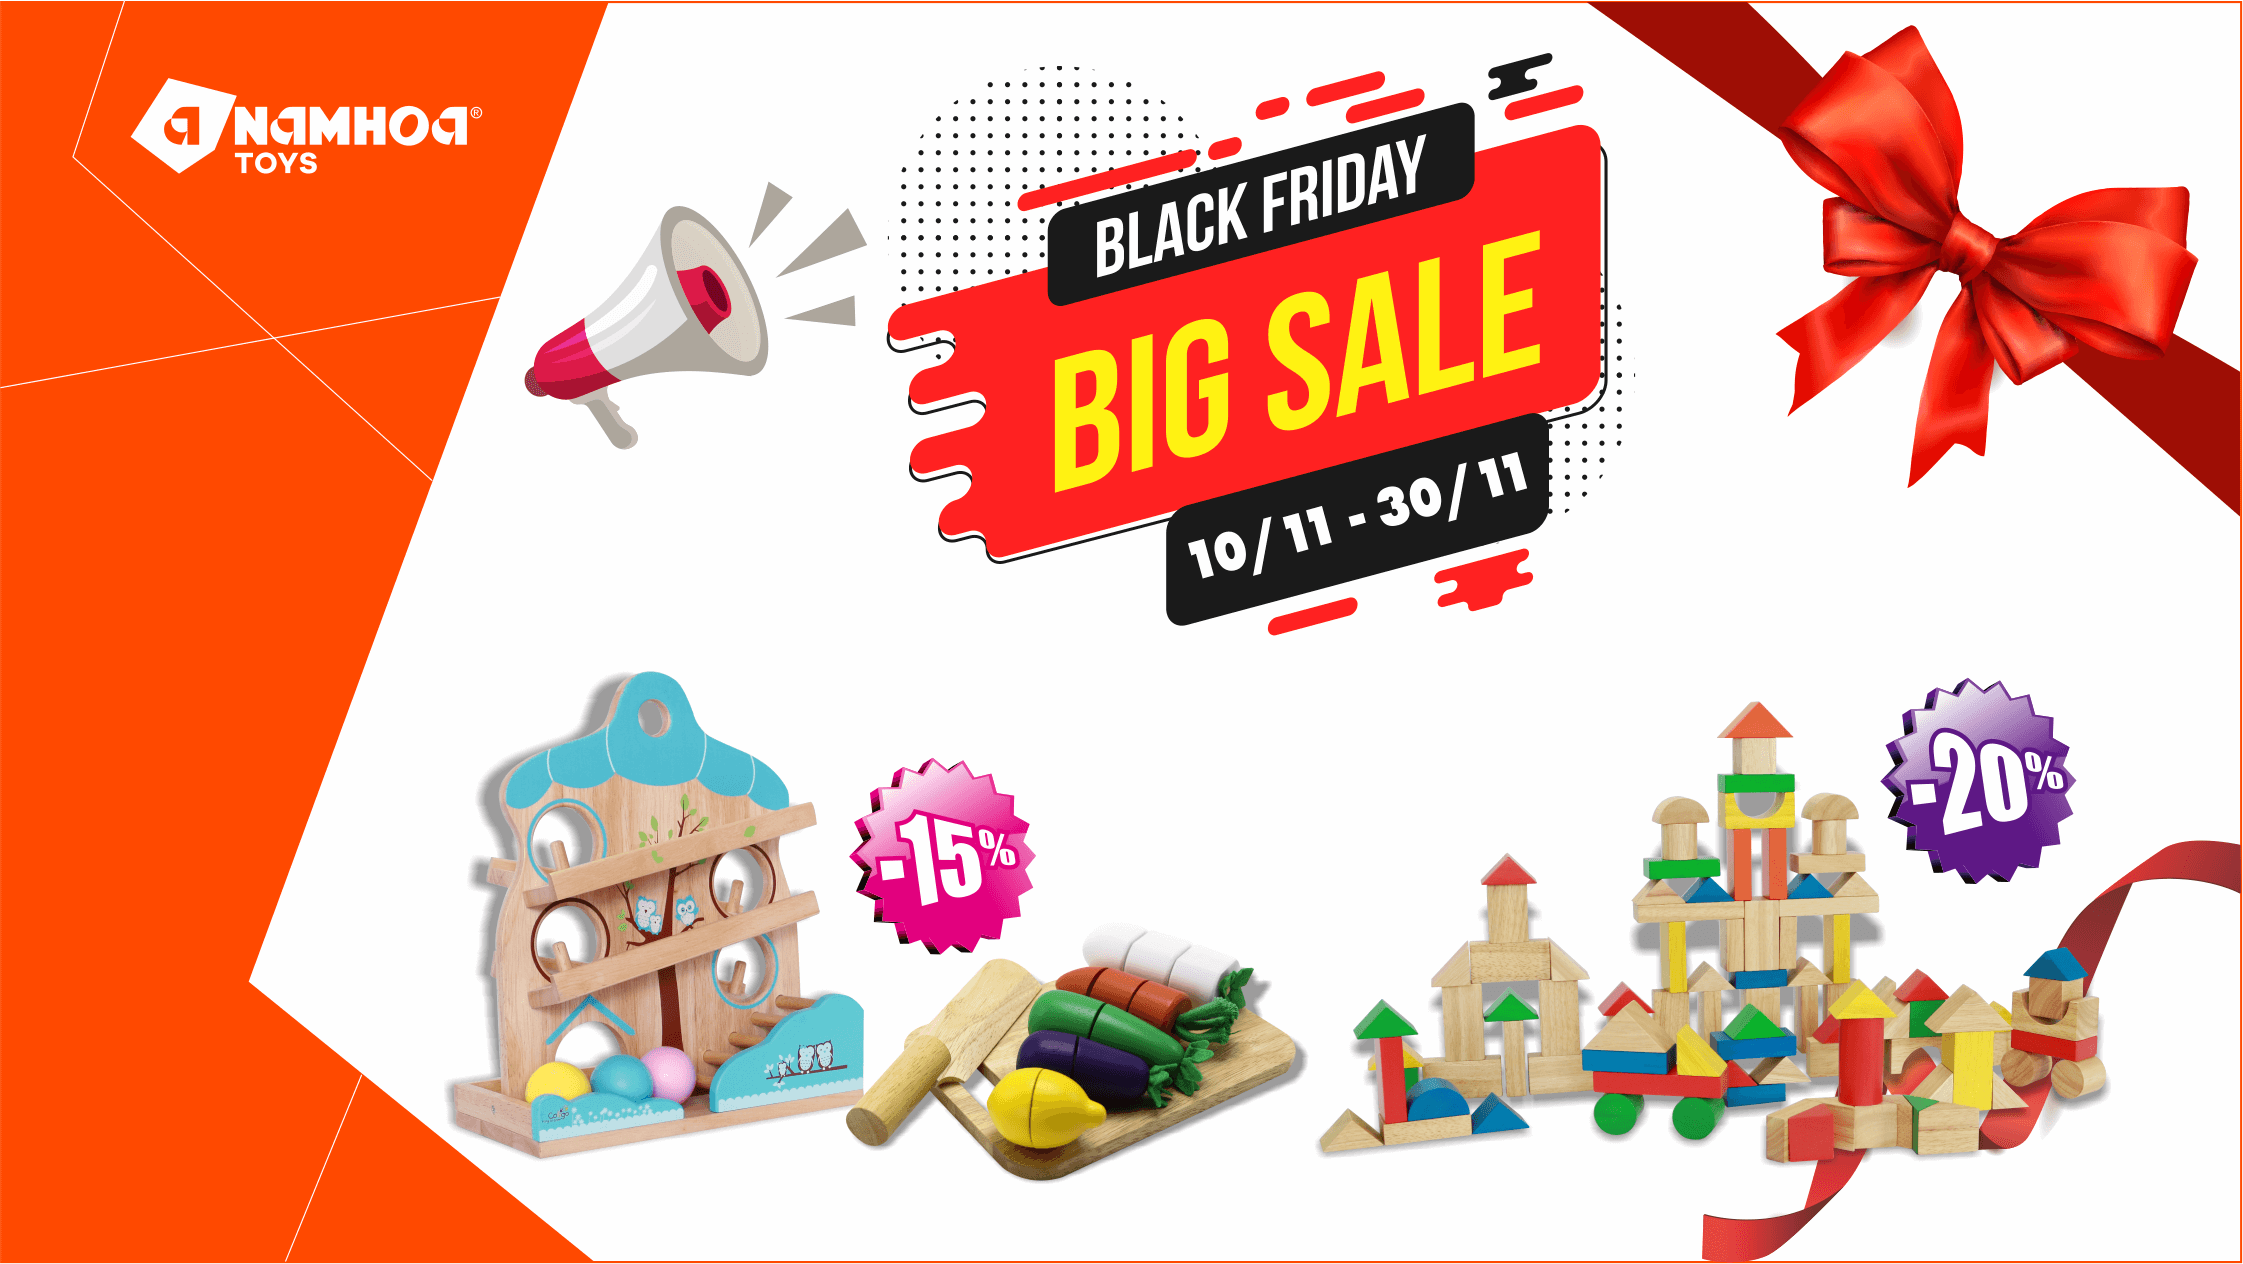 NAMHOA®
TOYS
BLACK FRIDAY
BIG SALE
10/11 - 30/11
-15%
-20%